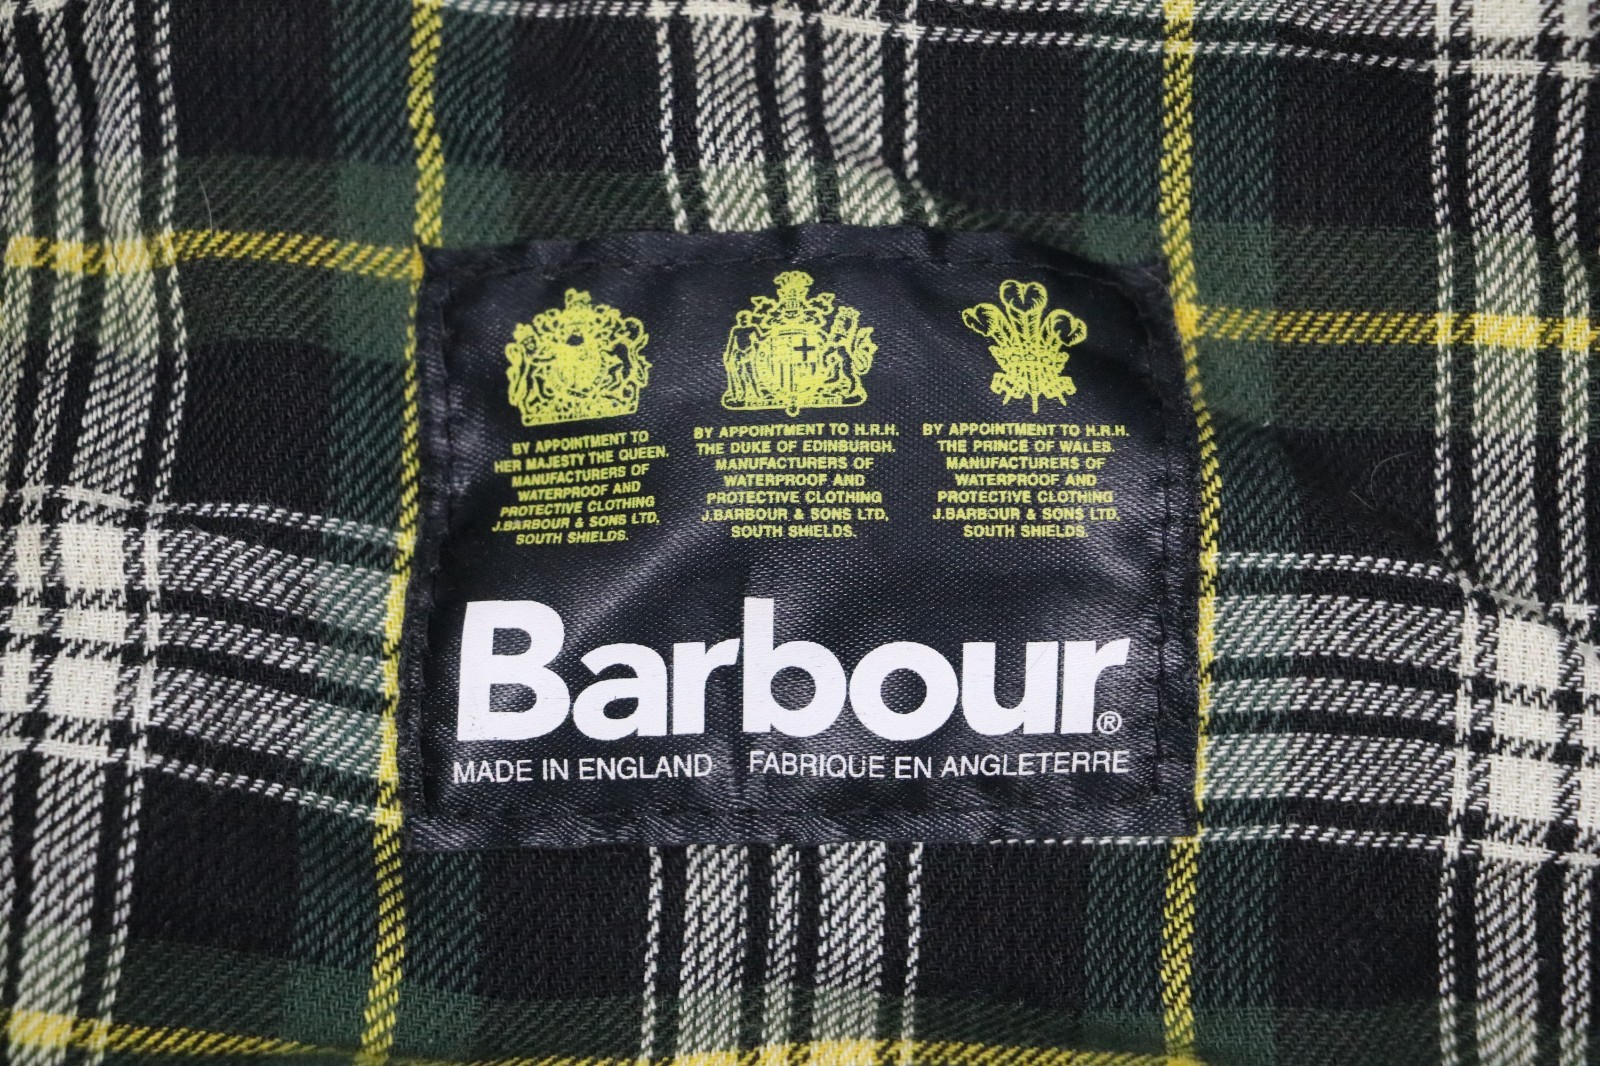 BY APPOINTMENT TO
HER MAJESTY THE QUEEN.
MANUFACTURERS OF
WATERPROOF AND
PROTECTIVE CLOTHING
J.BARBOUR & SONS LTD,
SOUTH SHIELDS.
BY APPOINTMENT TO H.R.H.
THE DUKE OF EDINBURGH.
MANUFACTURERS OF
WATERPROOF AND
PROTECTIVE CLOTHING
J.BARBOUR & SONS LTD,
SOUTH SHIELDS.
BY APPOINTMENT TO H.R.H.
THE PRINCE OF WALES.
MANUFACTURERS OF
WATERPROOF AND
PROTECTIVE CLOTHING
J.BARBOUR & SONS LTD,
SOUTH SHIELDS.
Barbour®
MADE IN ENGLAND FABRIQUE EN ANGLETERRE